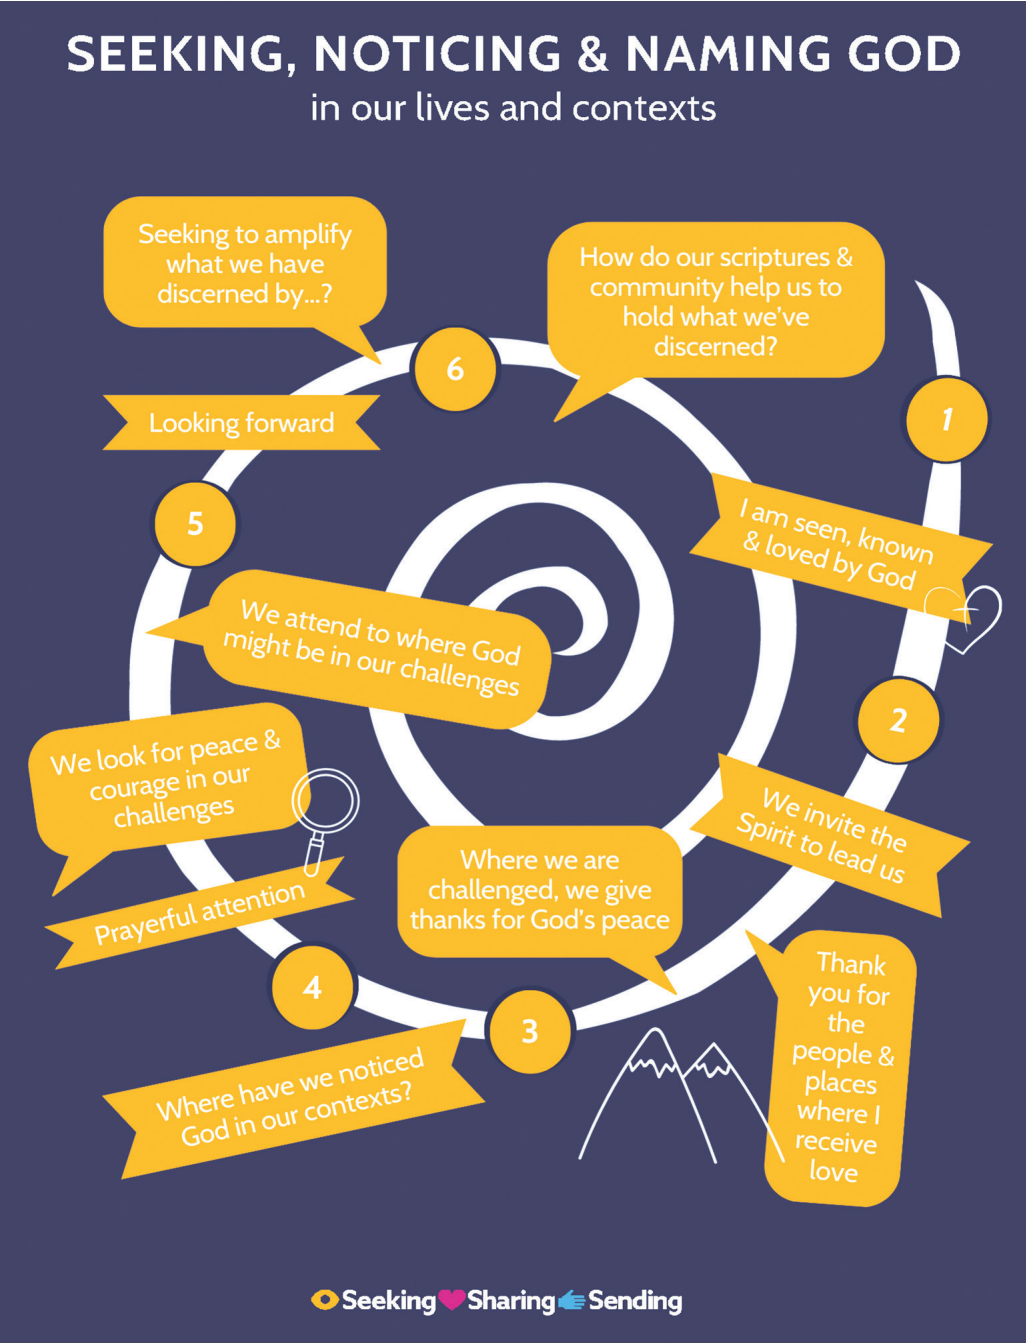 SEEKING, NOTICING & NAMING GOD
in our lives and contexts
Seeking to amplify
what we have
discerned by...?
How do our scriptures &
community help us to
hold what we've
discerned?
6
1
Looking forward
5
I am seen, known
& loved by God
We attend to where God
might be in our challenges
2
We look for peace &
courage in our
challenges
We invite the
Spirit to lead us
Where we are
challenged, we give
thanks for God's peace
Prayerful attention
4
3
Thank
you for
the
people &
places
where I
receive
love
Where have we noticed
God in our contexts?
Seeking Sharing Sending